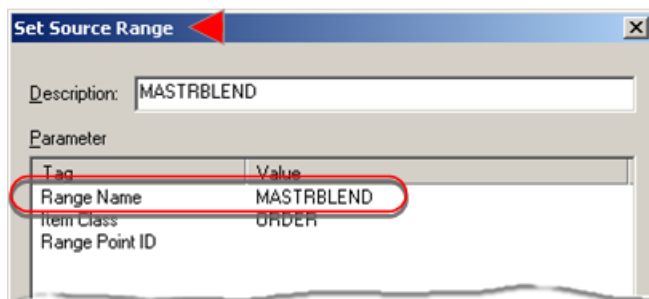 Set Source Range
Description: MASTRBLEND
Parameter
Tag Value
Range Name MASTRBLEND
Item Class ORDER
Range Point ID